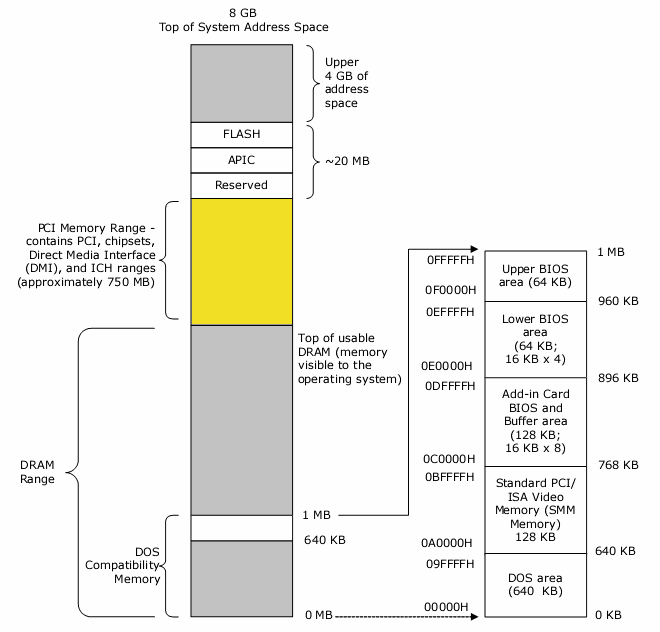 8 GB
Top of System Address Space
Upper
4 GB of
address
space
FLASH
APIC
Reserved
~20 MB
PCI Memory Range -
contains PCI, chipsets,
Direct Media Interface
(DMI), and ICH ranges
(approximately 750 MB)
Top of usable
DRAM (memory
visible to the
operating system)
DRAM
Range
1 MB
640 KB
DOS
Compatibility
Memory
0 MB
0FFFFFH
0F0000H
0EFFFFH
0E0000H
0DFFFFH
0C0000H
0BFFFFH
0A0000H
09FFFFH
00000H
Upper BIOS
area (64 KB)
Lower BIOS
area
(64 KB;
16 KB x 4)
Add-in Card
BIOS and
Buffer area
(128 KB;
16 KB x 8)
Standard PCI/
ISA Video
Memory (SMM
Memory)
128 KB
DOS area
(640 KB)
1 MB
960 KB
896 KB
768 KB
640 KB
0 KB